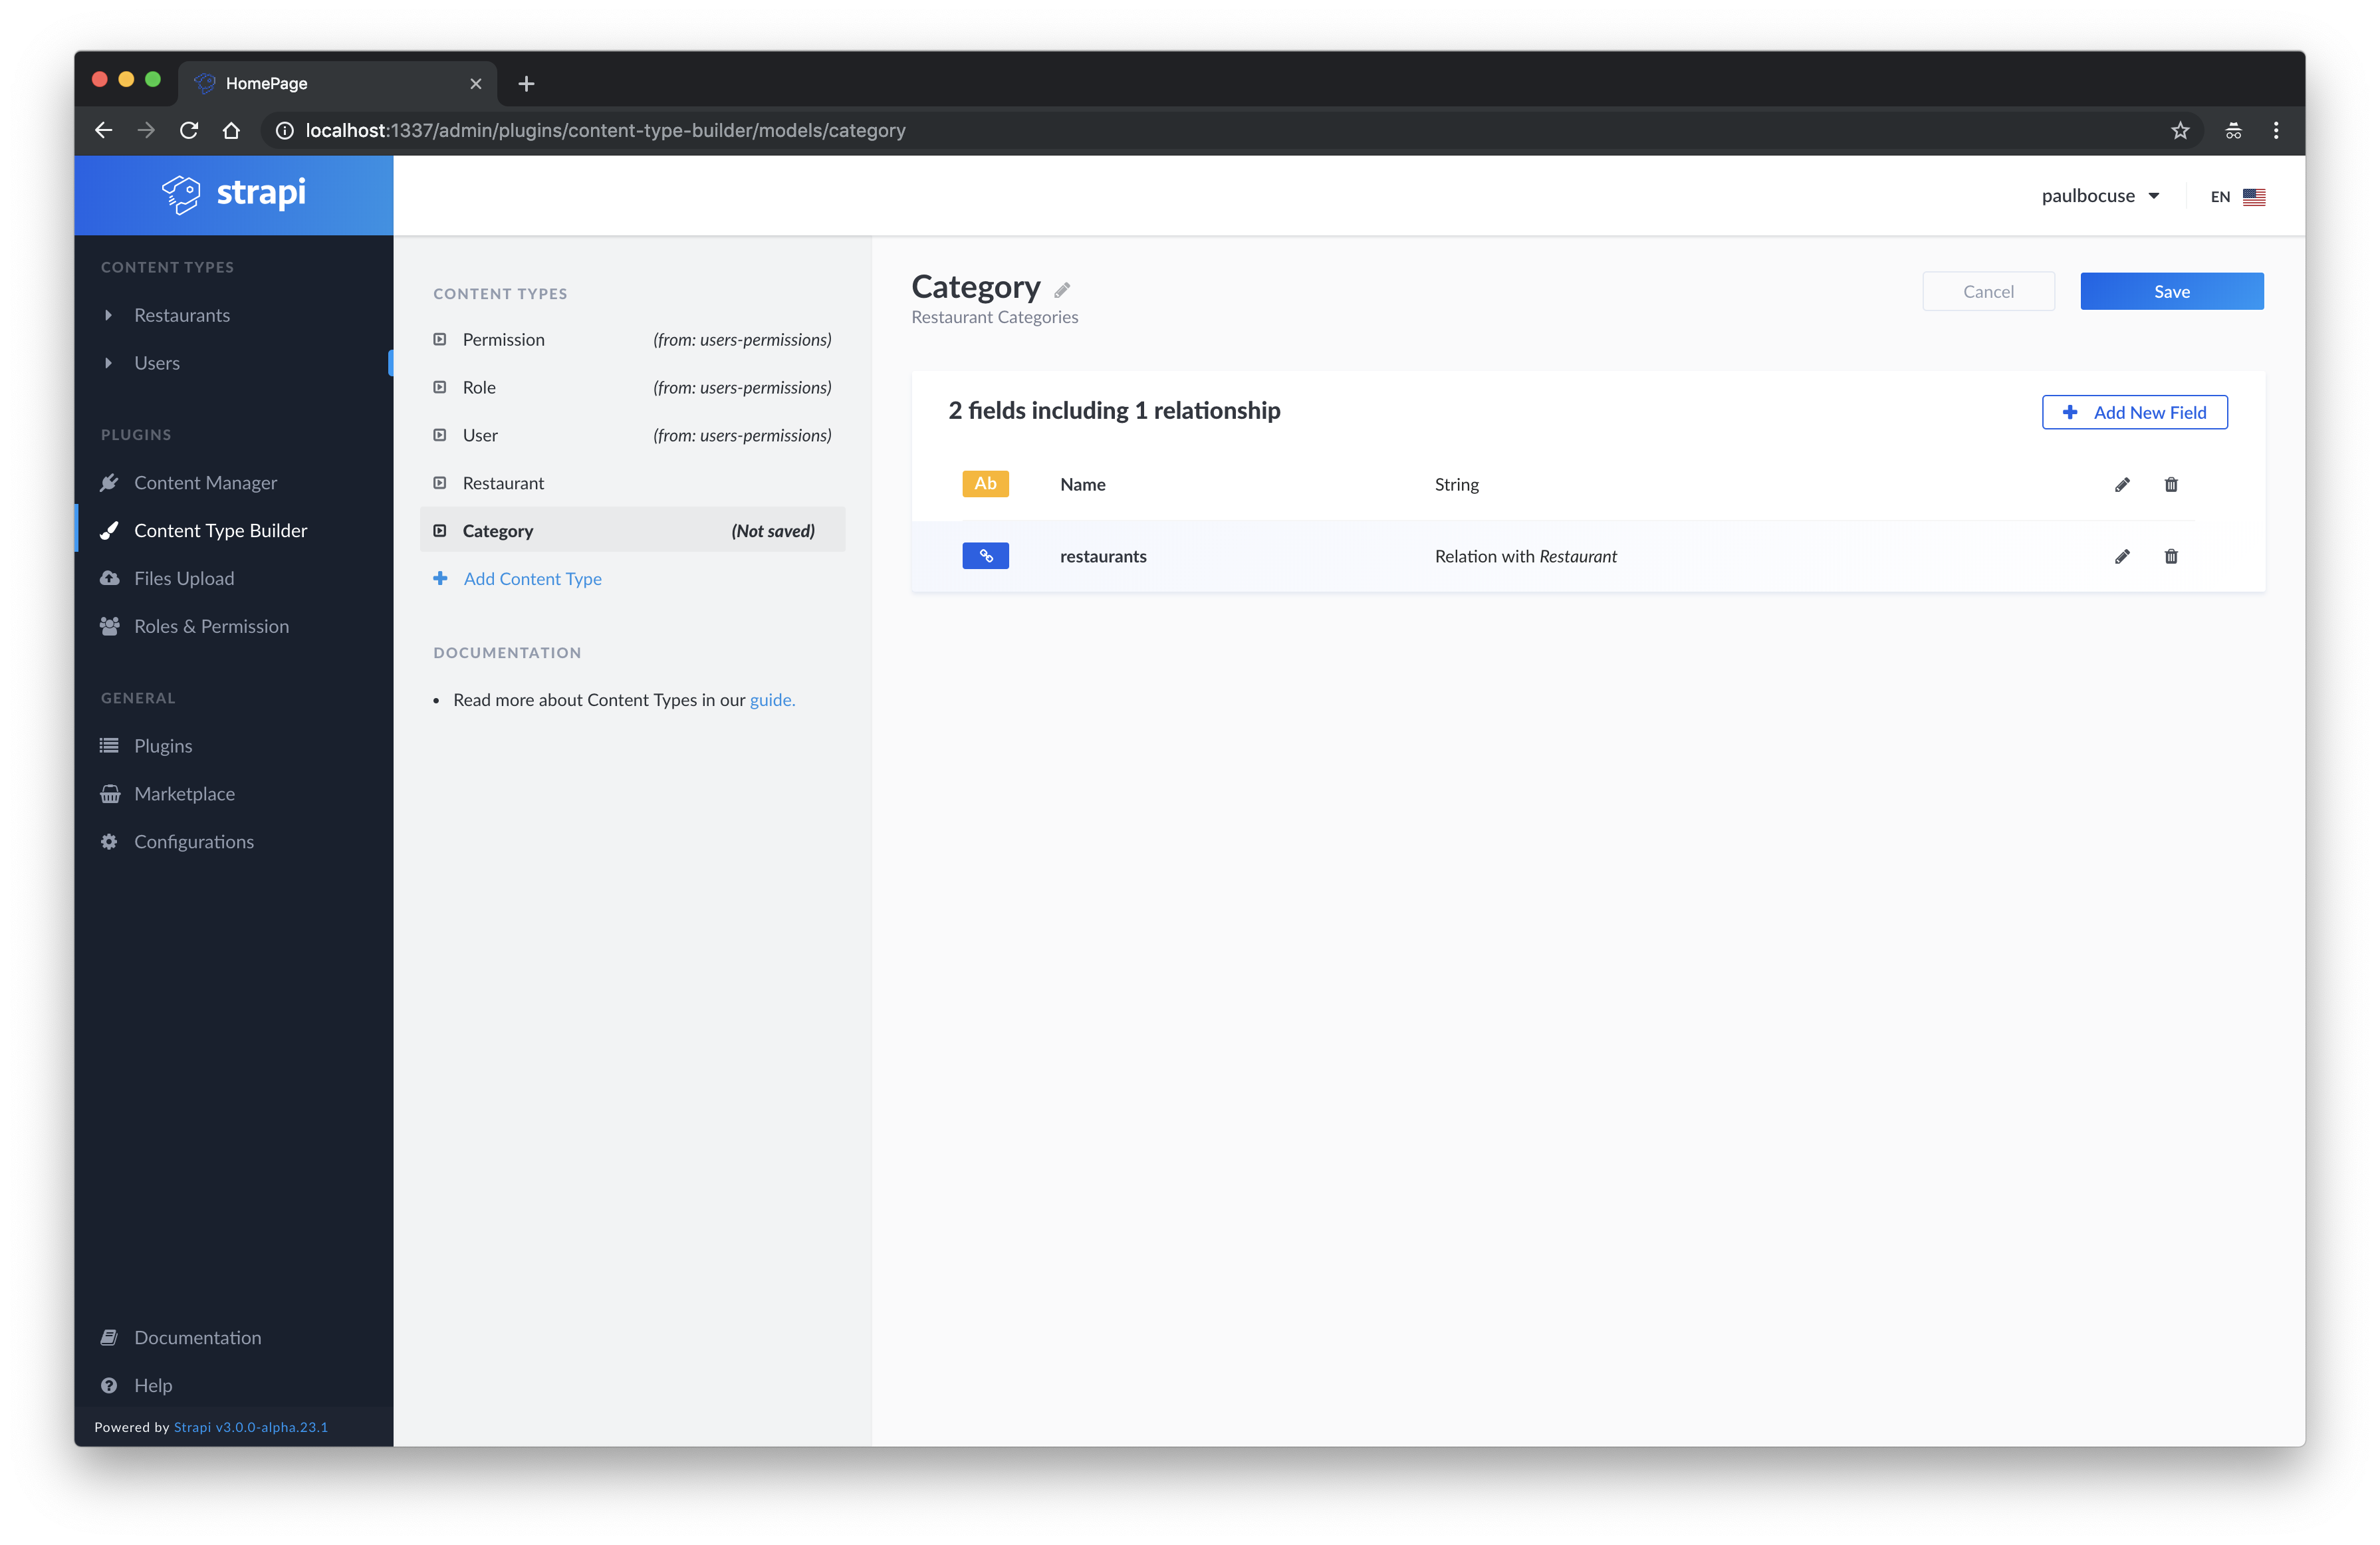 HomePage
localhost:1337/admin/plugins/content-type-builder/models/category
strapi
paulbocuse
EN
CONTENT TYPES
Restaurants
Users
PLUGINS
Content Manager
Content Type Builder
Files Upload
Roles & Permission
GENERAL
Plugins
Marketplace
Configurations
Documentation
Help
Powered by Strapi v3.0.0-alpha.23.1
CONTENT TYPES
Permission (from: users-permissions)
Role (from: users-permissions)
User (from: users-permissions)
Restaurant
Category (Not saved)
Add Content Type
DOCUMENTATION
• Read more about Content Types in our guide.
Category
Restaurant Categories
Cancel
Save
2 fields including 1 relationship
Add New Field
Ab Name String
restaurants Relation with Restaurant